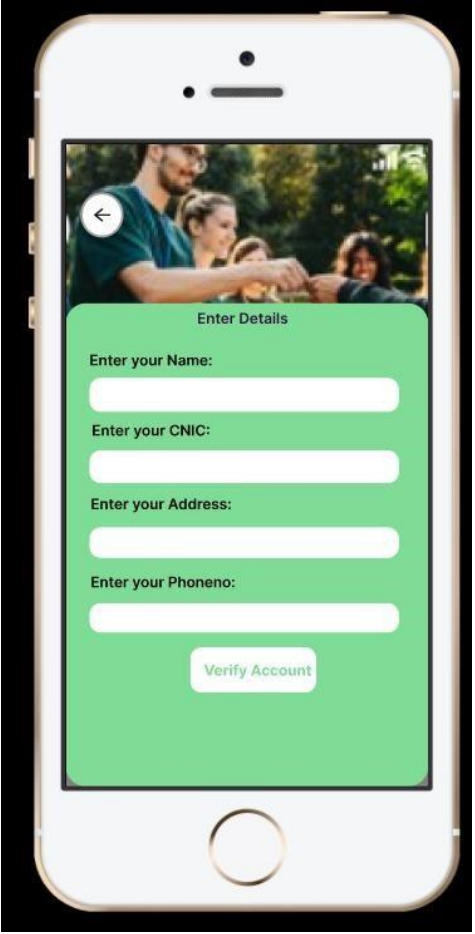 Enter Details
Enter your Name:
Enter your CNIC:
Enter your Address:
Enter your Phoneno:
Verify Account